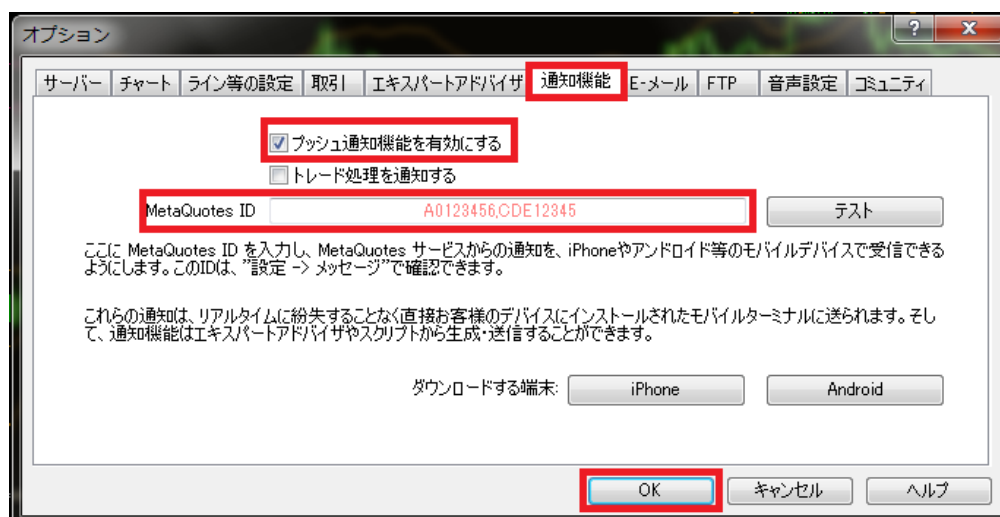 オプション
?
X
サーバー チャート ライン等の設定 取引 エキスパートアドバイザ 通知機能 E-メール FTP 音声設定 コミュニティ
プッシュ通知機能を有効にする
トレード処理を通知する
MetaQuotes ID A0123456,CDE12345 テスト
ここに MetaQuotes ID を入力し、MetaQuotes サービスからの通知を、iPhoneやアンドロイド等のモバイルデバイスで受信できる
ようにします。このIDは、”設定 -> メッセージ”で確認できます。
これらの通知は、リアルタイムに紛失することなく直接お客様のデバイスにインストールされたモバイルターミナルに送られます。そし
て、通知機能はエキスパートアドバイザやスクリプトから生成・送信することができます。
ダウンロードする端末: iPhone Android
OK キャンセル ヘルプ